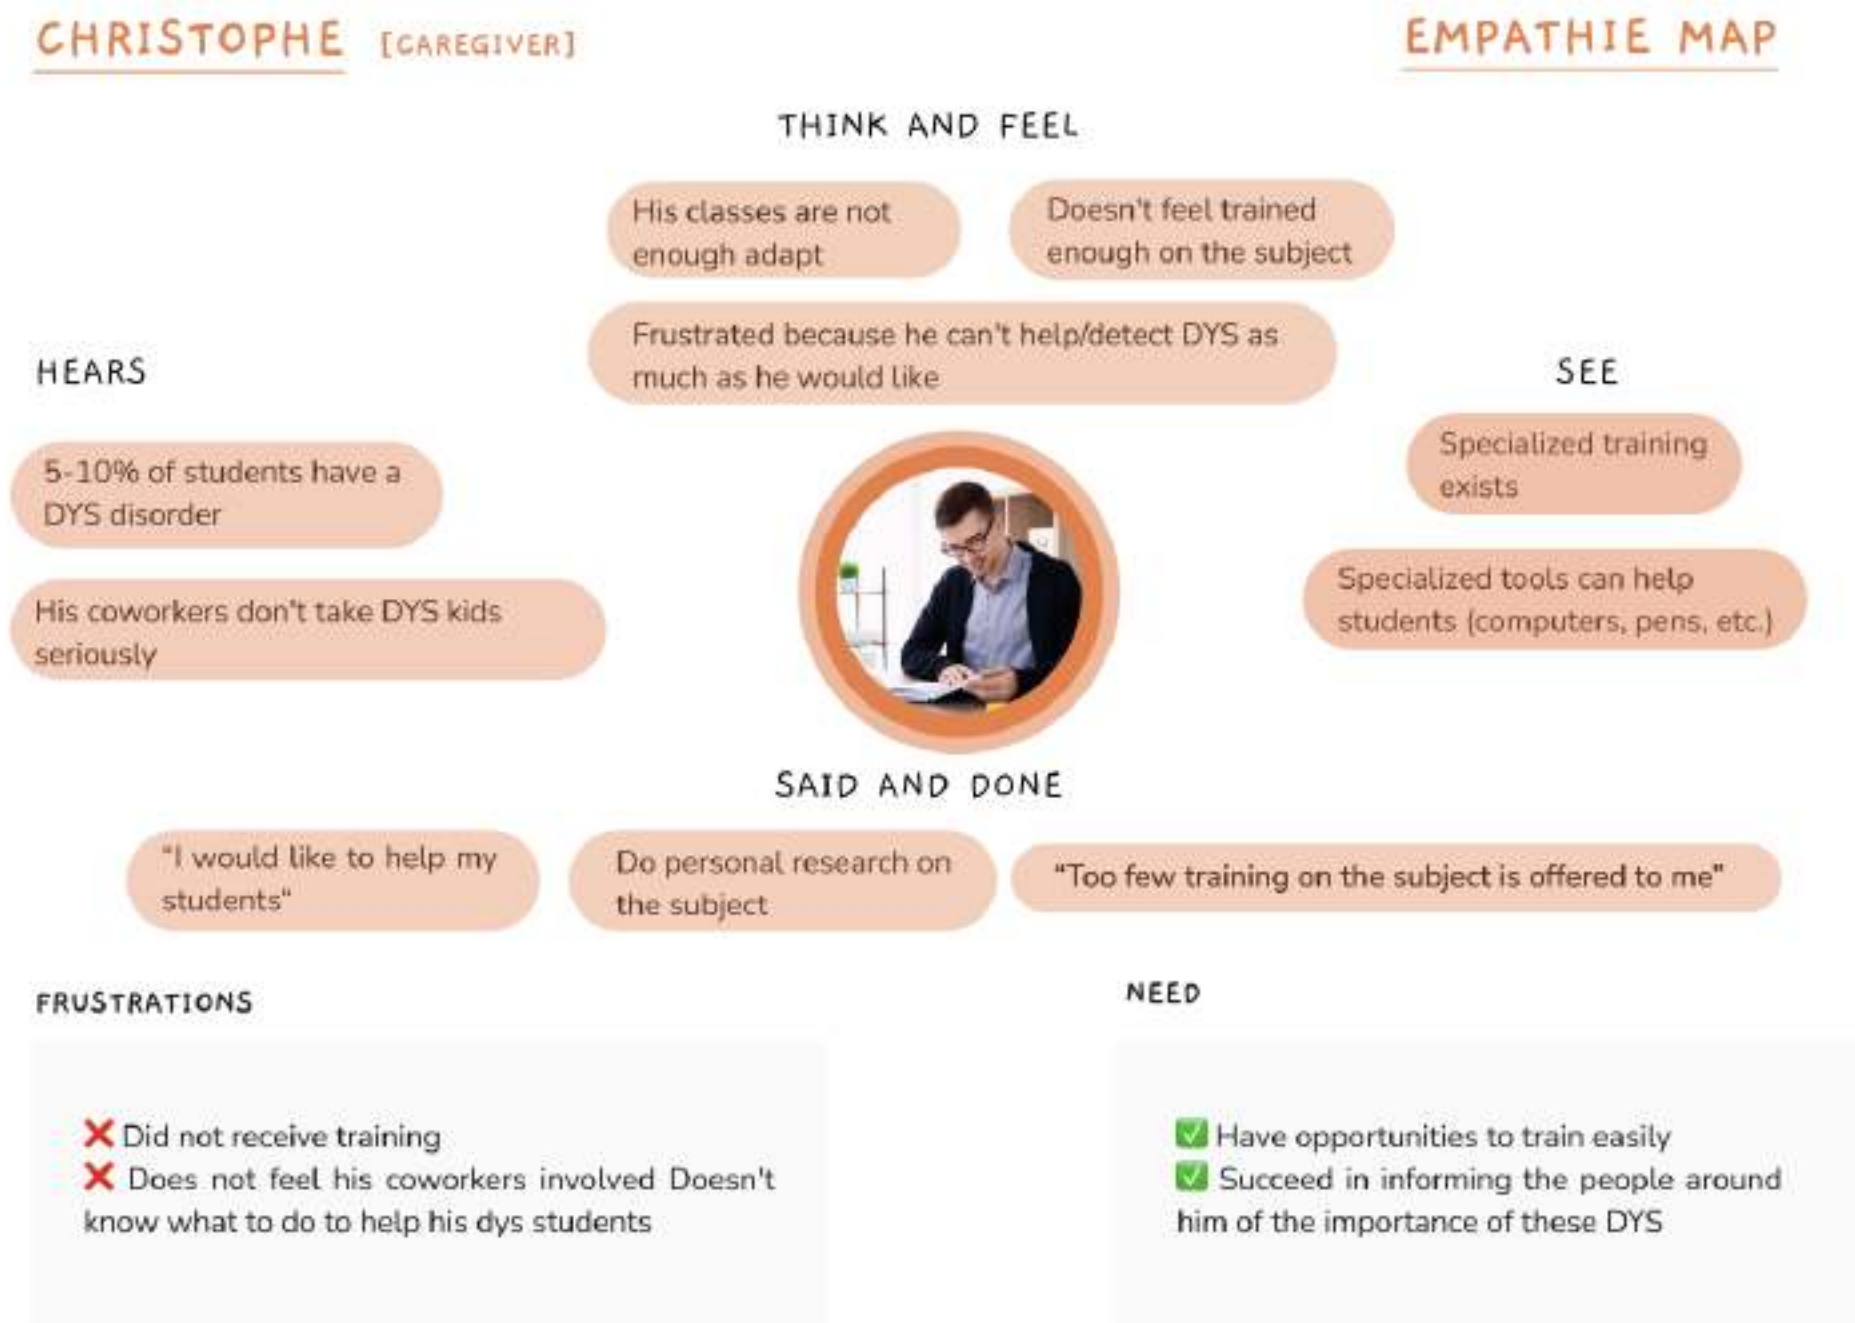 CHRISTOPHE [CAREGIVER]
EMPATHIE MAP
THINK AND FEEL
His classes are not
enough adapt
Doesn't feel trained
enough on the subject
Frustrated because he can't help/detect DYS as
much as he would like
HEARS
5-10% of students have a
DYS disorder
His coworkers don't take DYS kids
seriously
SEE
Specialized training
exists
Specialized tools can help
students (computers, pens, etc.)
SAID AND DONE
"I would like to help my
students"
Do personal research on
the subject
"Too few training on the subject is offered to me"
FRUSTRATIONS
❌ Did not receive training
❌ Does not feel his coworkers involved Doesn't
know what to do to help his dys students
NEED
✅ Have opportunities to train easily
✅ Succeed in informing the people around
him of the importance of these DYS